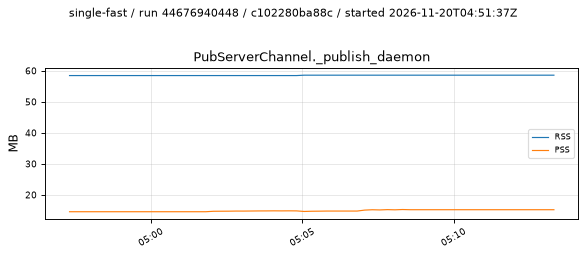 single-fast / run 44676940448 / c102280ba88c / started 2026-11-20T04:51:37Z
PubServerChannel._publish_daemon
60
50
40
30
20
MB
RSS
PSS
05:00
05:05
05:10